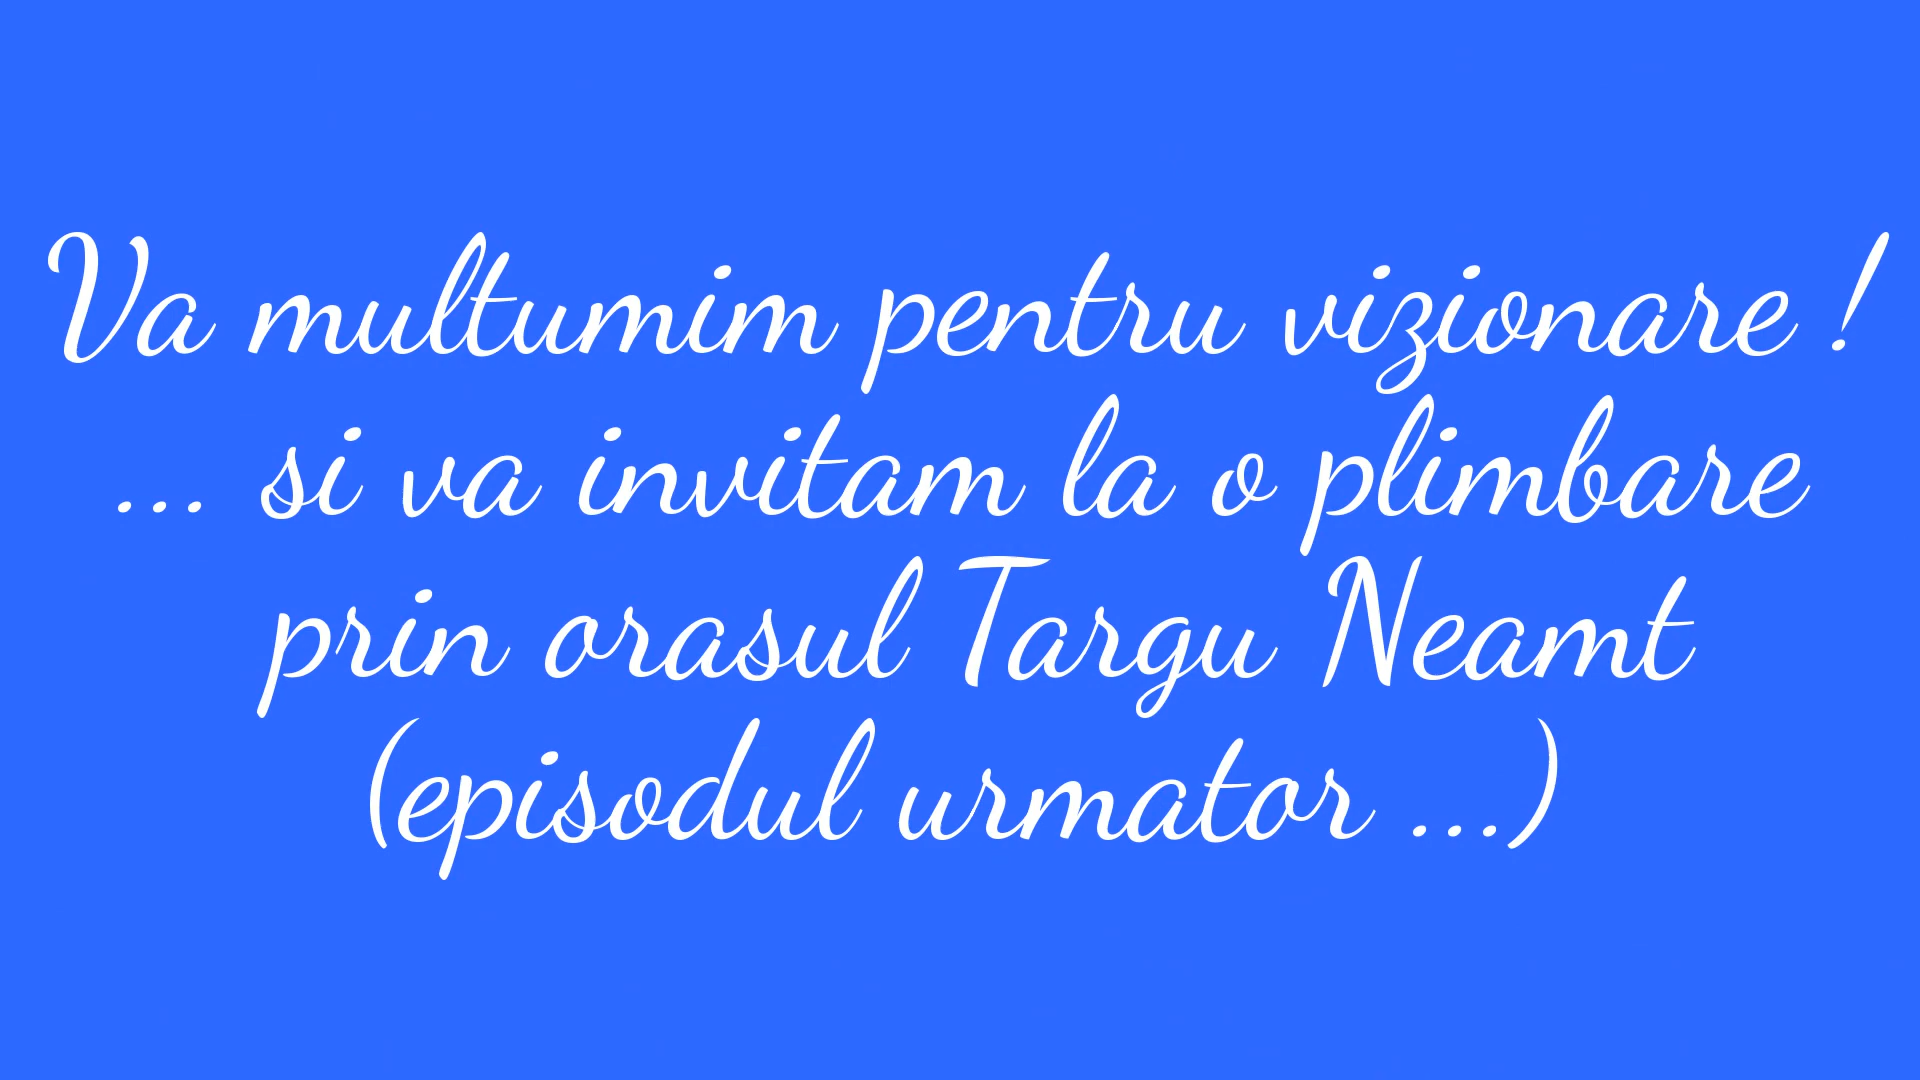 Va multumim pentru vizionare !
... si va invitam la o plimbare
prin orasul Targu Neamt
(episodul urmator ...)